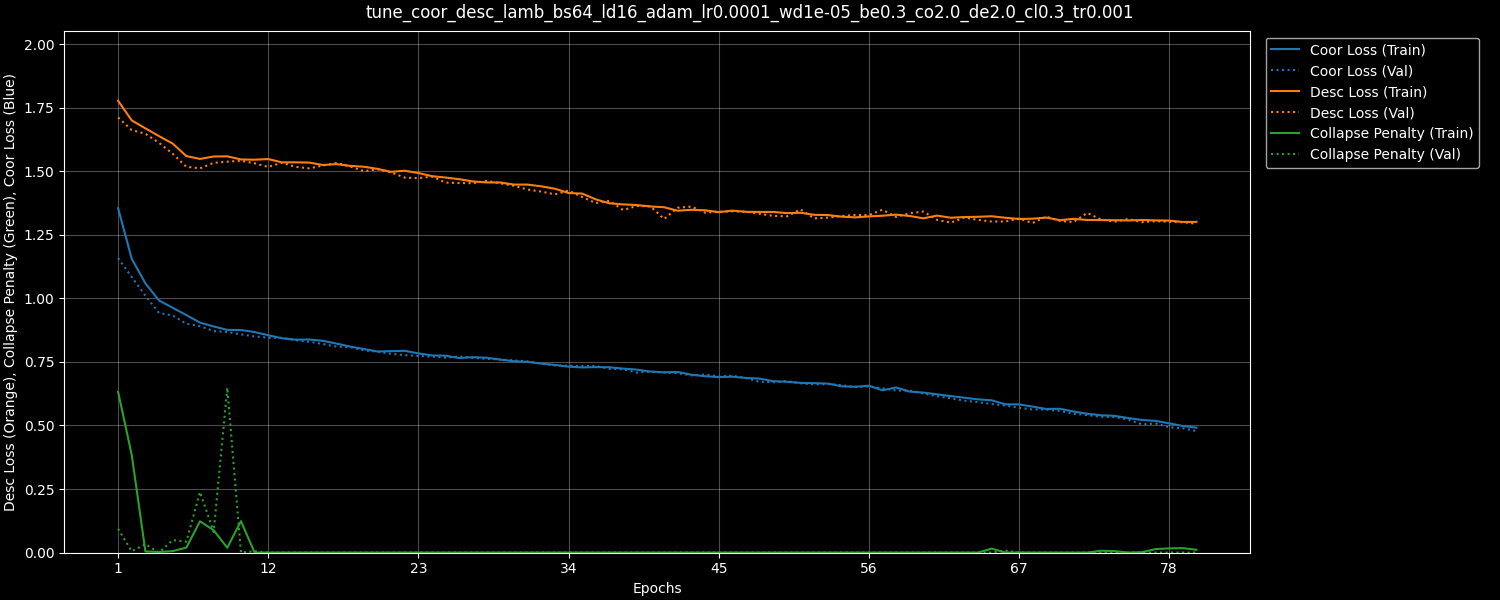 tune_coor_desc_lamb_bs64_ld16_adam_lr0.0001_wd1e-05_be0.3_co2.0_de2.0_cl0.3_tr0.001
Desc Loss (Orange), Collapse Penalty (Green), Coor Loss (Blue)
2.00
1.75
1.50
1.25
1.00
0.75
0.50
0.25
0.00
1 12 23 34 45 56 67 78
Epochs
Coor Loss (Train)
Coor Loss (Val)
Desc Loss (Train)
Desc Loss (Val)
Collapse Penalty (Train)
Collapse Penalty (Val)